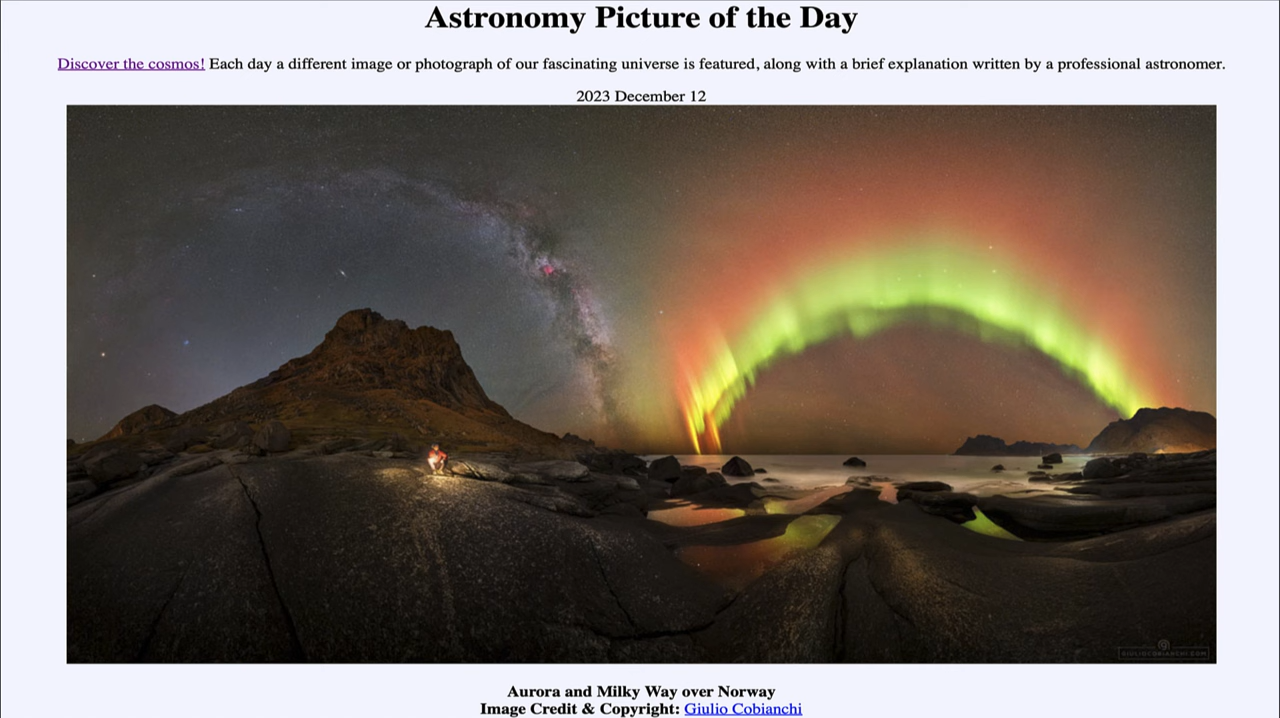 Astronomy Picture of the Day
Discover the cosmos! Each day a different image or photograph of our fascinating universe is featured, along with a brief explanation written by a professional astronomer.
2023 December 12
GIULIOCOBIANCHI.COM
Aurora and Milky Way over Norway
Image Credit & Copyright: Giulio Cobianchi